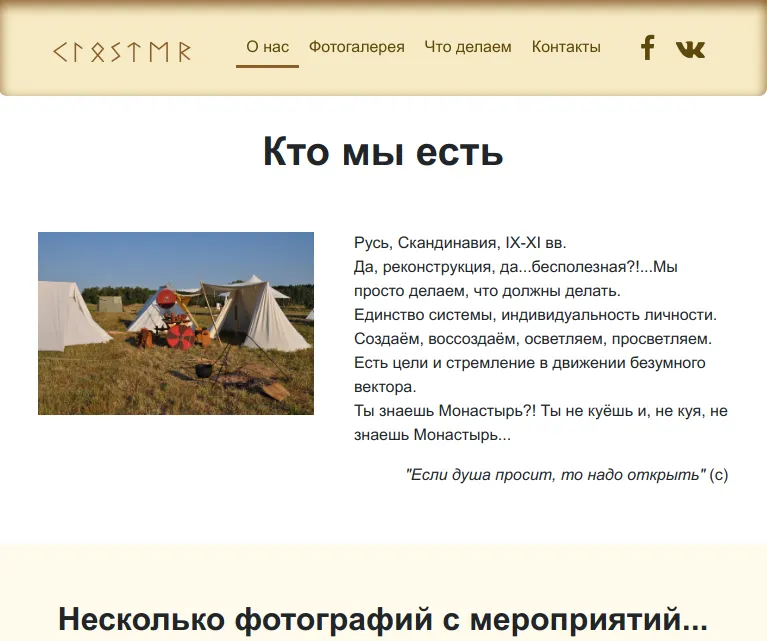 ᚲᛚᛟᛊᛏᛖᚱ
О нас
Фотогалерея
Что делаем
Контакты
Кто мы есть
Русь, Скандинавия, IX-XI вв.
Да, реконструкция, да...бесполезная?!...Мы
просто делаем, что должны делать.
Единство системы, индивидуальность личности.
Создаём, воссоздаём, осветляем, просветляем.
Есть цели и стремление в движении безумного
вектора.
Ты знаешь Монастырь?! Ты не куёшь и, не куя, не
знаешь Монастырь...
"Если душа просит, то надо открыть" (с)
Несколько фотографий с мероприятий...